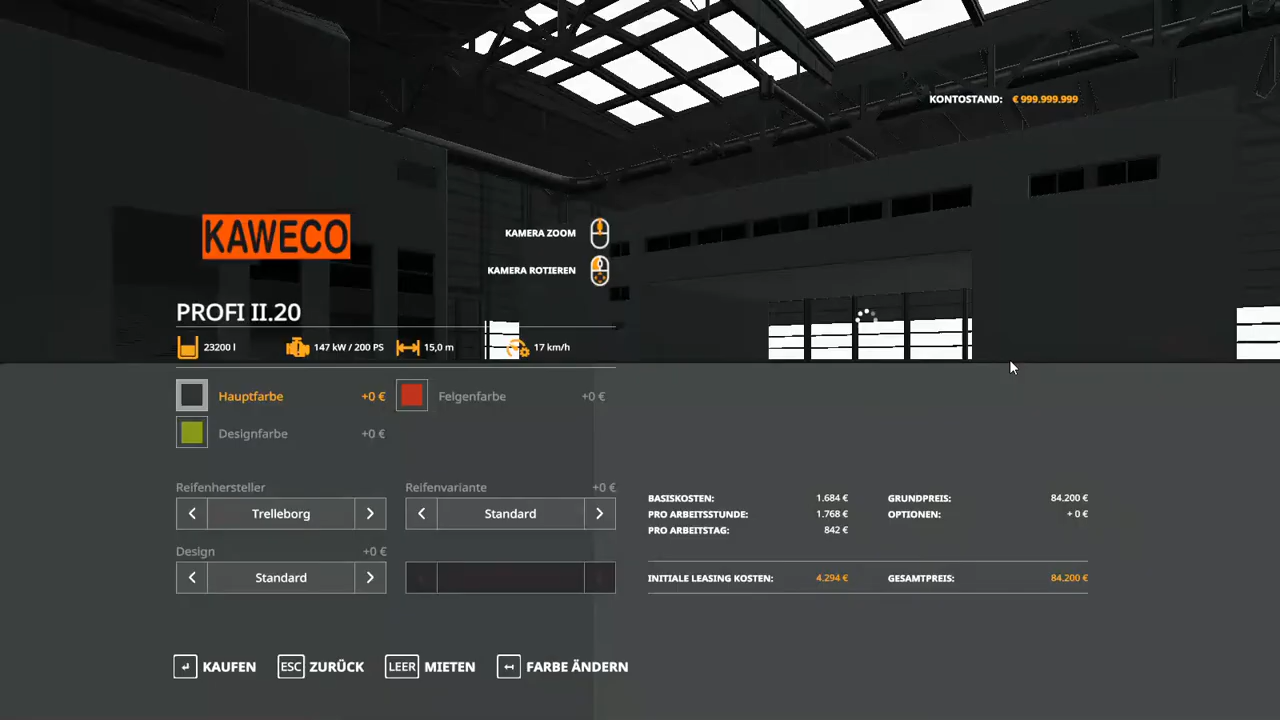 KONTOSTAND: € 999.999.999
KAWECO
KAMERA ZOOM
KAMERA ROTIEREN
PROFI II.20
23200 l 147 kW / 200 PS 15,0 m 17 km/h
Hauptfarbe +0 € Felgenfarbe +0 €
Designfarbe +0 €
Reifenhersteller Reifenvariante +0 €
Trelleborg Standard
Design +0 €
Standard
BASISKOSTEN: 1.684 € GRUNDPREIS: 84.200 €
PRO ARBEITSSTUNDE: 1.768 € OPTIONEN: + 0 €
PRO ARBEITSTAG: 842 €
INITIALE LEASING KOSTEN: 4.294 € GESAMTPREIS: 84.200 €
KAUFEN ESC ZURÜCK LEER MIETEN FARBE ÄNDERN